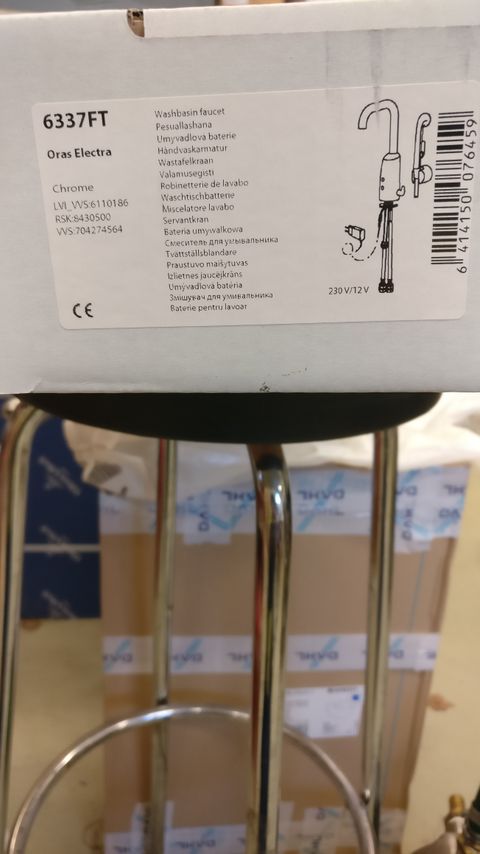 6337FT
Oras Electra
Chrome
LVI_VVS:6110186
RSK:8430500
VVS:704274564
CE
Washbasin faucet
Pesuallashana
Umyvadlova baterie
Håndvaskarmatur
Wastafelkraan
Valamusegisti
Robinetterie de lavabo
Waschtischbatterie
Miscelatore lavabo
Servantkran
Bateria umywalkowa
Смеситель для умывальника
Tvättställsblandare
Praustuvo maišytuvas
Izlietnes jaucējkrāns
Umývadlová batéria
Змішувач для умивальника
Baterie pentru lavoar
230 V/12 V
6 414150 076459
DAHL
DAHL
DAHL
DAHL